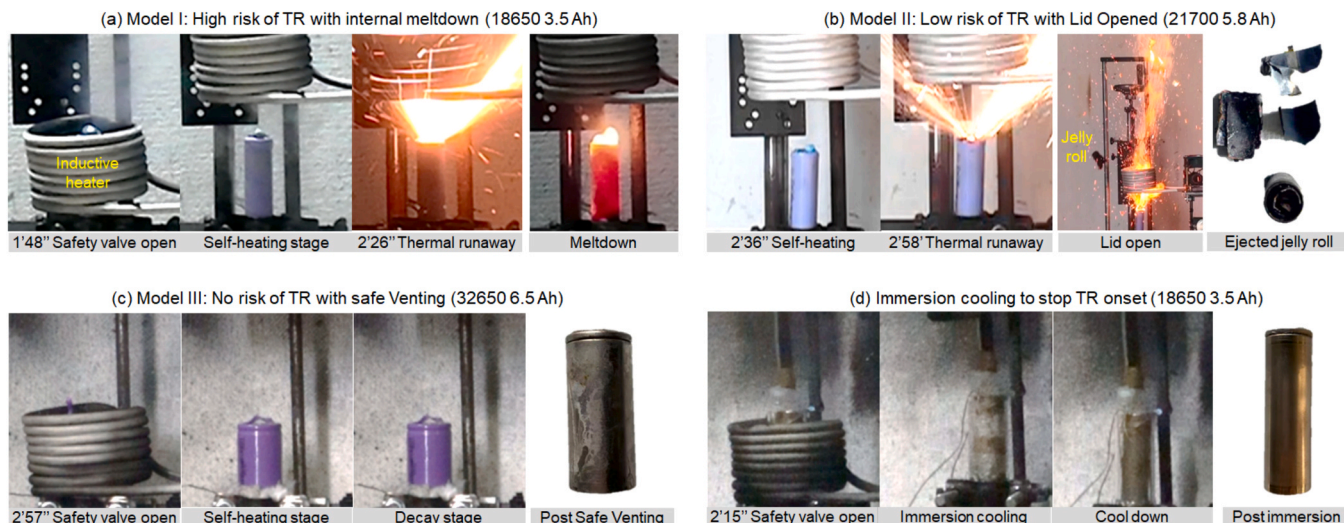 (a) Model I: High risk of TR with internal meltdown (18650 3.5 Ah)
Inductive
heater
1'48'' Safety valve open
Self-heating stage
2'26'' Thermal runaway
Meltdown
(b) Model II: Low risk of TR with Lid Opened (21700 5.8 Ah)
Jelly
roll
2'36'' Self-heating
2'58' Thermal runaway
Lid open
Ejected jelly roll
(c) Model III: No risk of TR with safe Venting (32650 6.5 Ah)
2'57'' Safety valve open
Self-heating stage
Decay stage
Post Safe Venting
(d) Immersion cooling to stop TR onset (18650 3.5 Ah)
2'15'' Safety valve open
Immersion cooling
Cool down
Post immersion